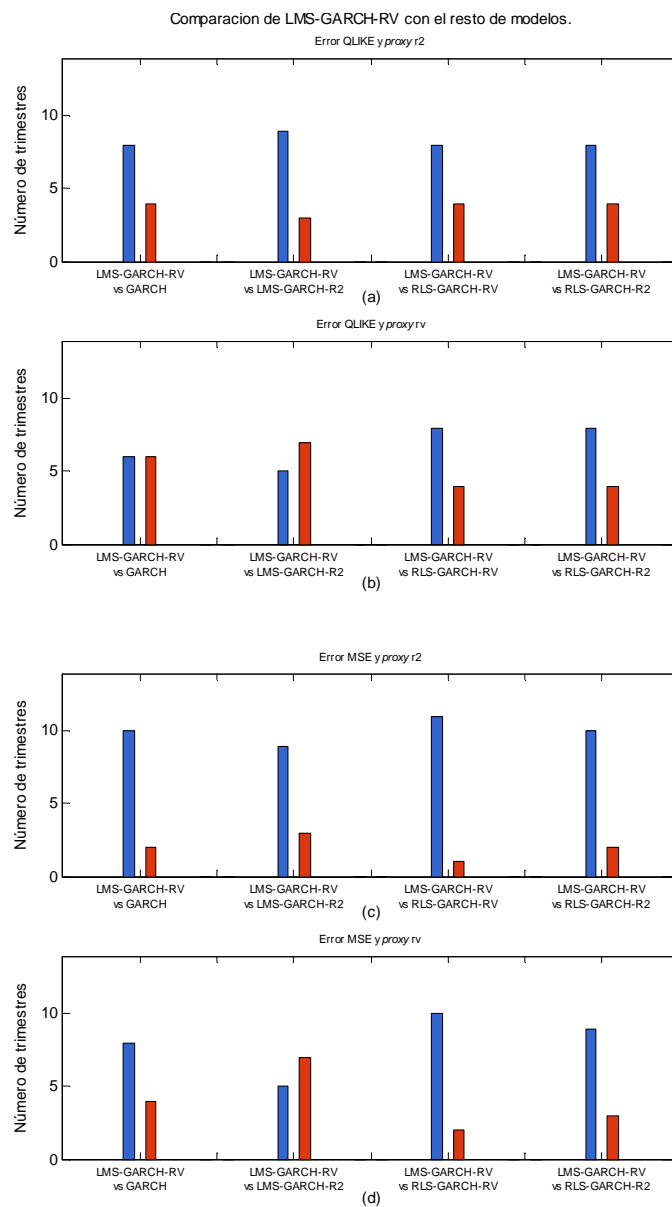 Comparacion de LMS-GARCH-RV con el resto de modelos.
Error QLIKE y proxy r2
Número de trimestres
10
5
0
LMS-GARCH-RV LMS-GARCH-RV LMS-GARCH-RV LMS-GARCH-RV
vs GARCH vs LMS-GARCH-R2 vs RLS-GARCH-RV vs RLS-GARCH-R2
(a)
Error QLIKE y proxy rv
Número de trimestres
10
5
0
LMS-GARCH-RV LMS-GARCH-RV LMS-GARCH-RV LMS-GARCH-RV
vs GARCH vs LMS-GARCH-R2 vs RLS-GARCH-RV vs RLS-GARCH-R2
(b)
Error MSE y proxy r2
Número de trimestres
10
5
0
LMS-GARCH-RV LMS-GARCH-RV LMS-GARCH-RV LMS-GARCH-RV
vs GARCH vs LMS-GARCH-R2 vs RLS-GARCH-RV vs RLS-GARCH-R2
(c)
Error MSE y proxy rv
Número de trimestres
10
5
0
LMS-GARCH-RV LMS-GARCH-RV LMS-GARCH-RV LMS-GARCH-RV
vs GARCH vs LMS-GARCH-R2 vs RLS-GARCH-RV vs RLS-GARCH-R2
(d)